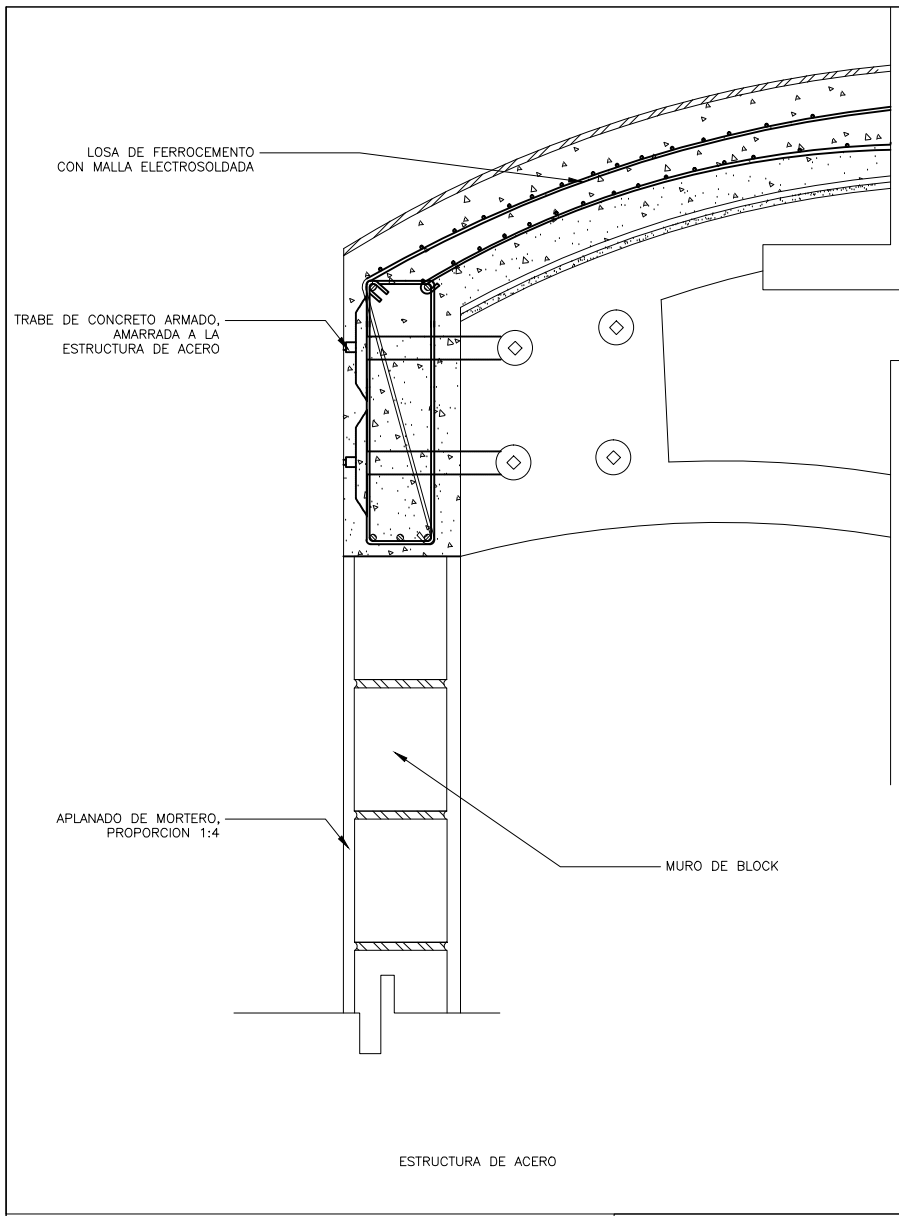 LOSA DE FERROCEMENTO
CON MALLA ELECTROSOLDADA
TRABE DE CONCRETO ARMADO,
AMARRADA A LA
ESTRUCTURA DE ACERO
APLANADO DE MORTERO,
PROPORCION 1:4
MURO DE BLOCK
ESTRUCTURA DE ACERO